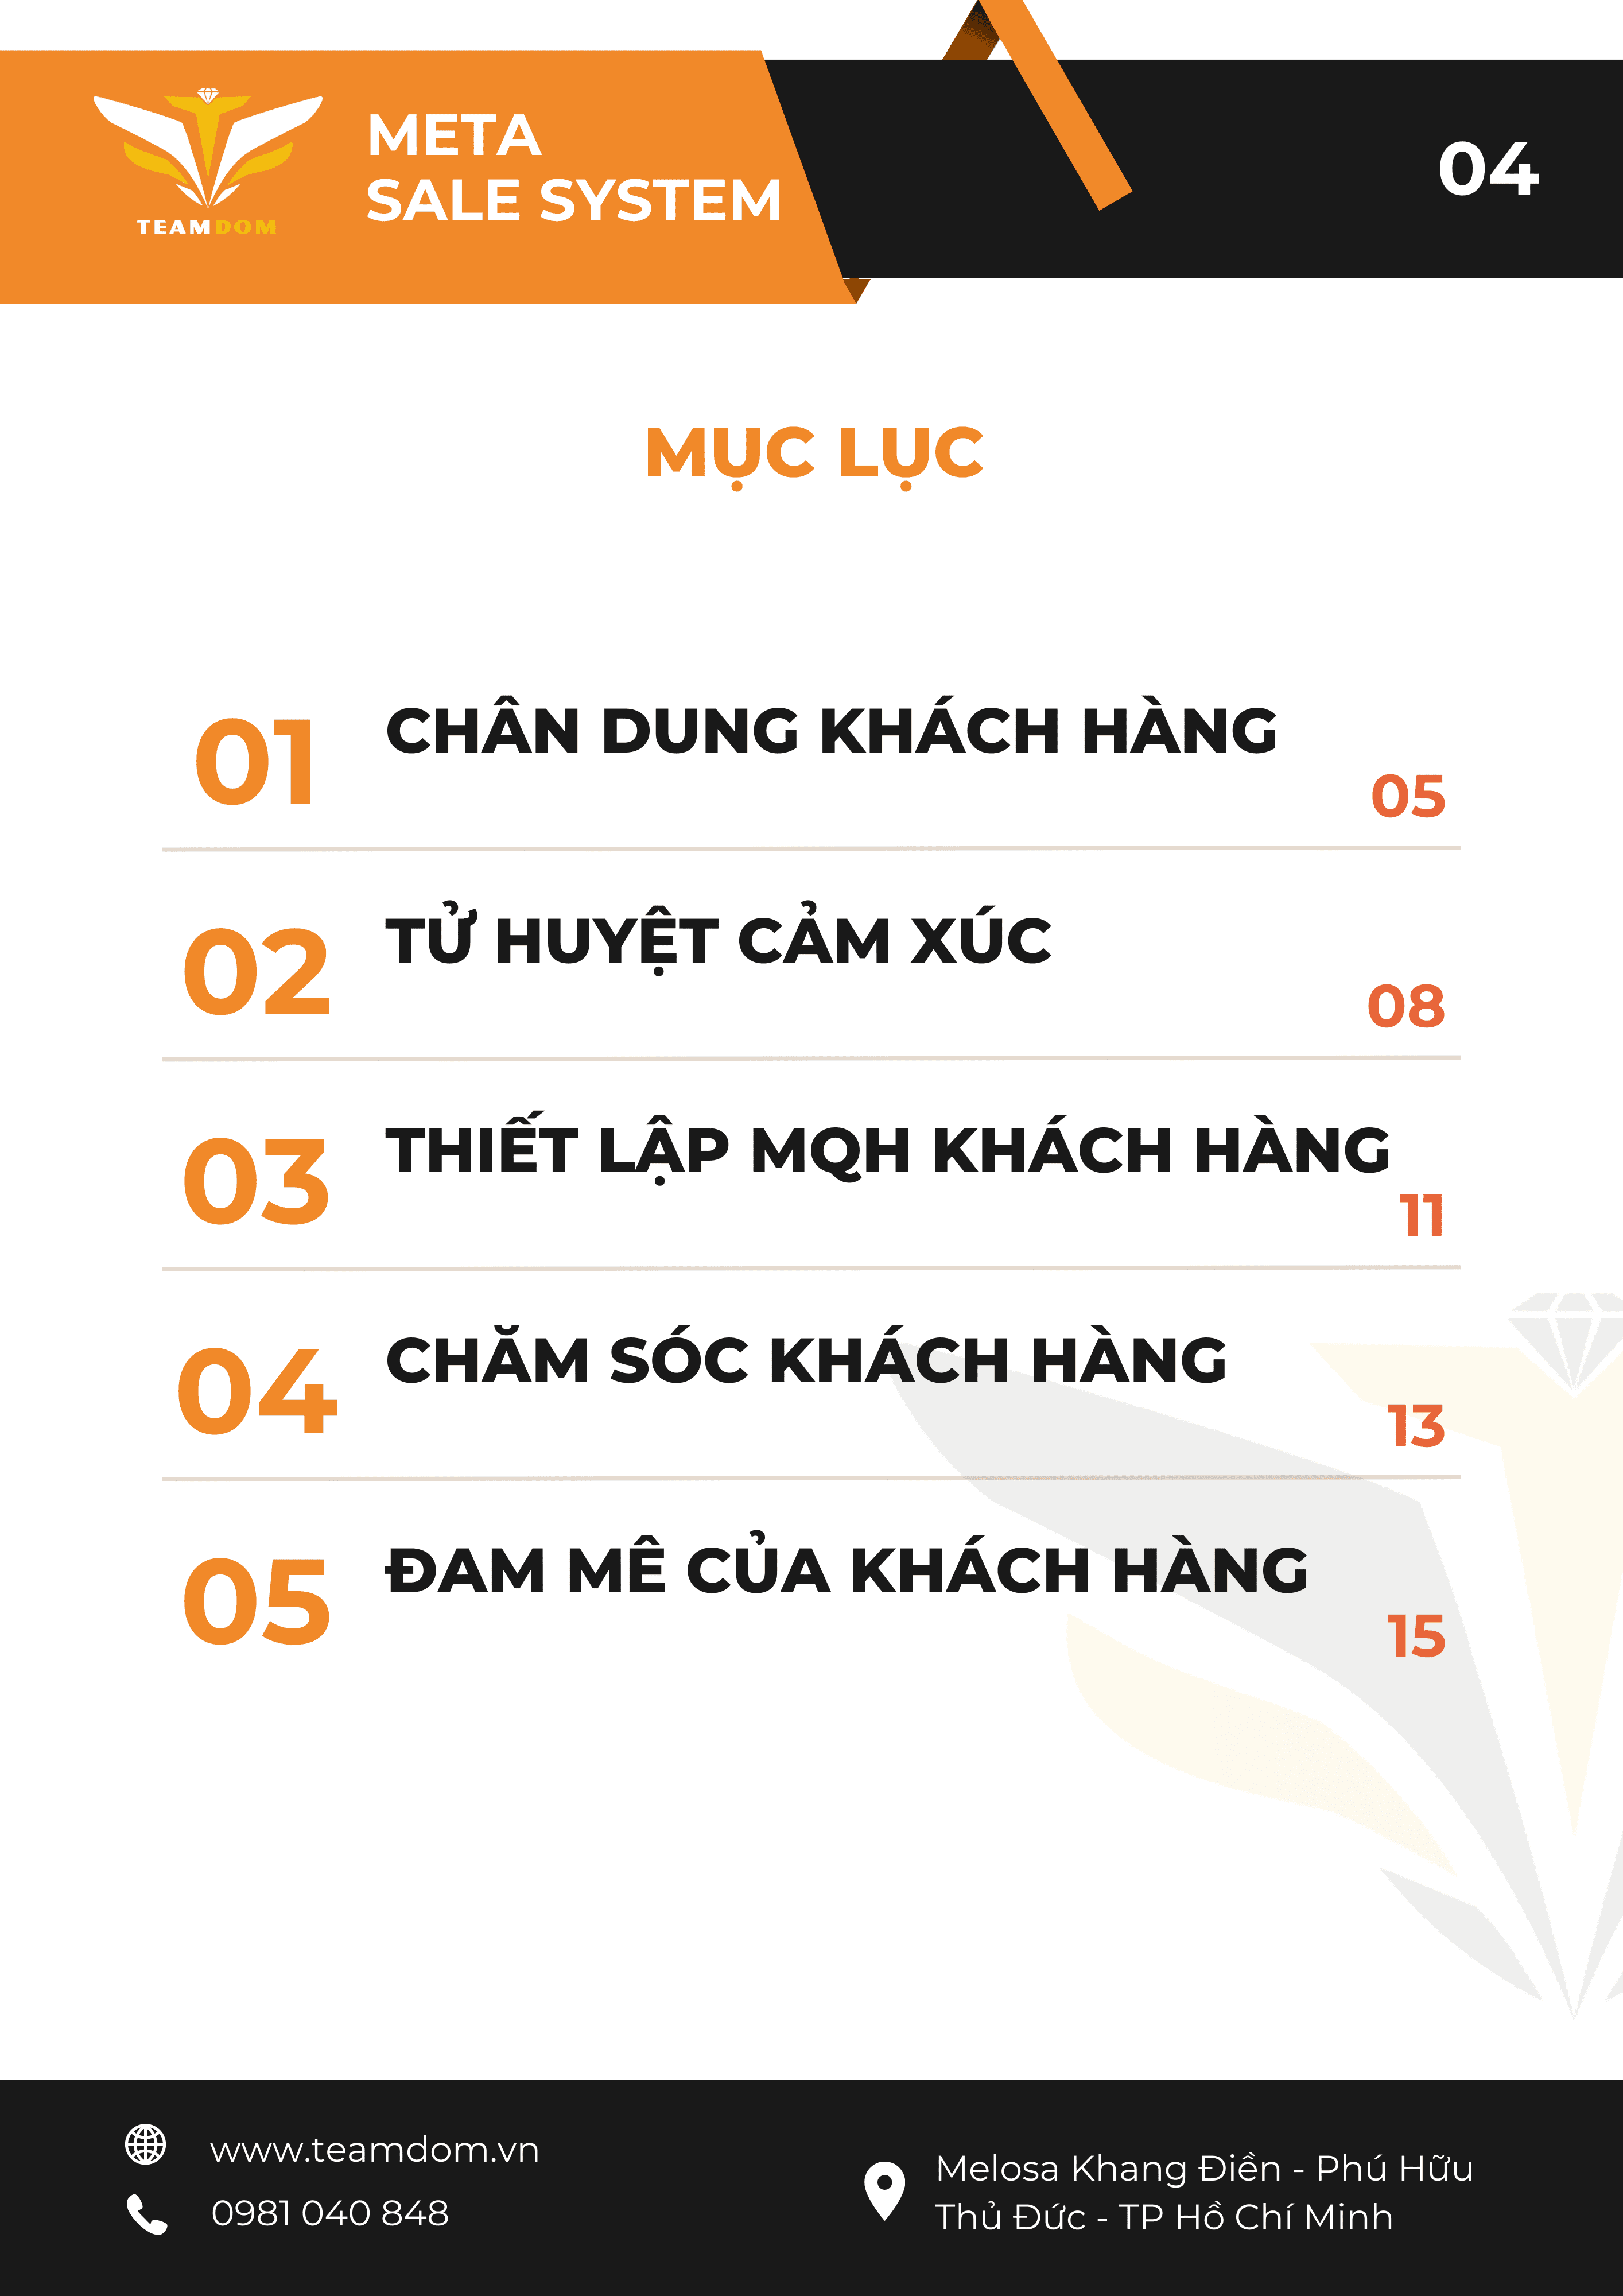 META
SALE SYSTEM
TEAMDOM
04
MỤC LỤC
01
CHÂN DUNG KHÁCH HÀNG
05
02
TỬ HUYỆT CẢM XÚC
08
03
THIẾT LẬP MQH KHÁCH HÀNG
11
04
CHĂM SÓC KHÁCH HÀNG
13
05
ĐAM MÊ CỦA KHÁCH HÀNG
15
www.teamdom.vn
0981 040 848
Melosa Khang Điền - Phú Hữu
Thủ Đức - TP Hồ Chí Minh